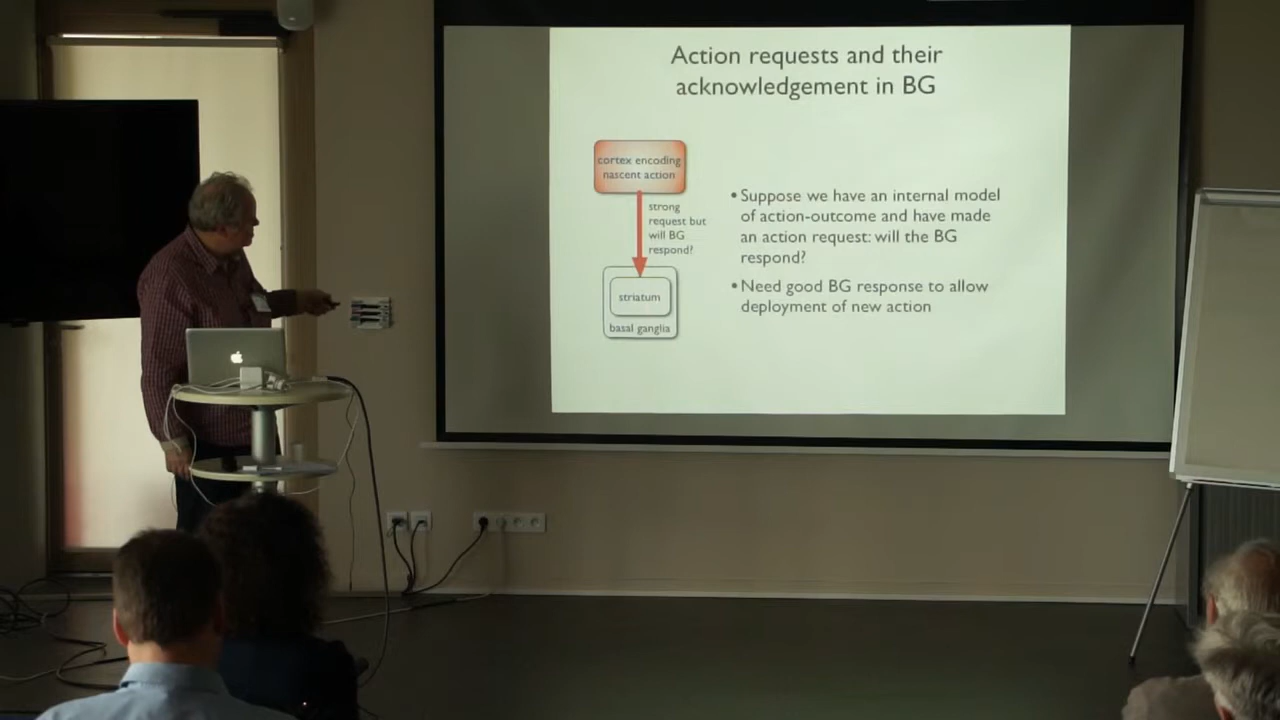 Action requests and their
acknowledgement in BG
cortex encoding
nascent action
strong
request but
will BG
respond?
striatum
basal ganglia
• Suppose we have an internal model
of action-outcome and have made
an action request: will the BG
respond?
• Need good BG response to allow
deployment of new action